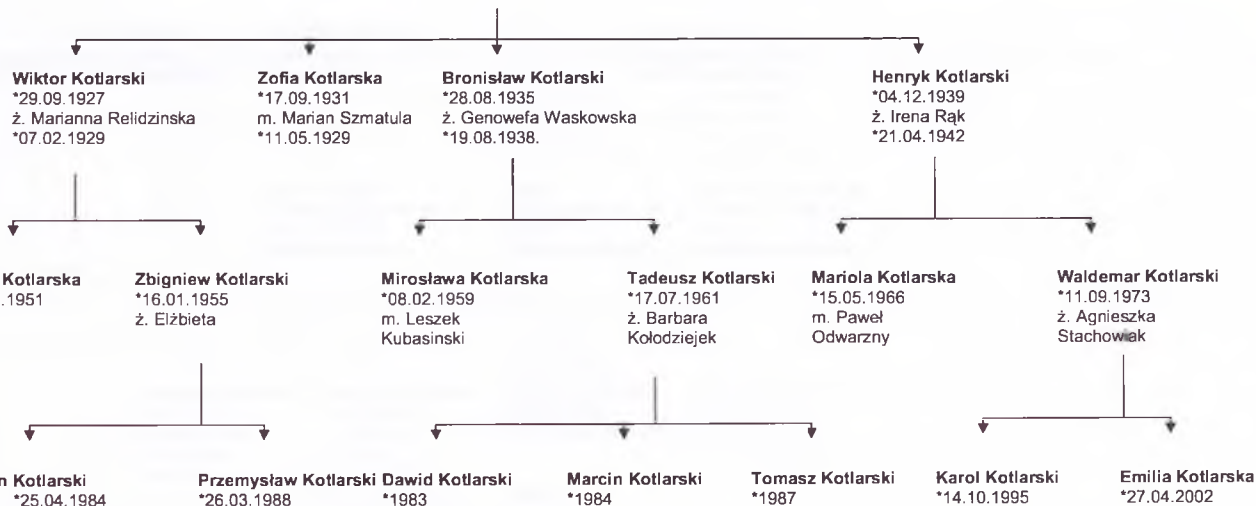 Wiktor Kotlarski
*29.09.1927
ż. Marianna Relidzinska
*07.02.1929
Zofia Kotlarska
*17.09.1931
m. Marian Szmatula
*11.05.1929
Bronisław Kotlarski
*28.08.1935
ż. Genowefa Waskowska
*19.08.1938.
Henryk Kotlarski
*04.12.1939
ż. Irena Rąk
*21.04.1942
Kotlarska
.1951
Zbigniew Kotlarski
*16.01.1955
ż. Elżbieta
Mirosława Kotlarska
*08.02.1959
m. Leszek
Kubasinski
Tadeusz Kotlarski
*17.07.1961
ż. Barbara
Kołodziejek
Mariola Kotlarska
*15.05.1966
m. Paweł
Odwarzny
Waldemar Kotlarski
*11.09.1973
ż. Agnieszka
Stachowiak
n Kotlarski
*25.04.1984
Przemysław Kotlarski
*26.03.1988
Dawid Kotlarski
*1983
Marcin Kotlarski
*1984
Tomasz Kotlarski
*1987
Karol Kotlarski
*14.10.1995
Emilia Kotlarska
*27.04.2002